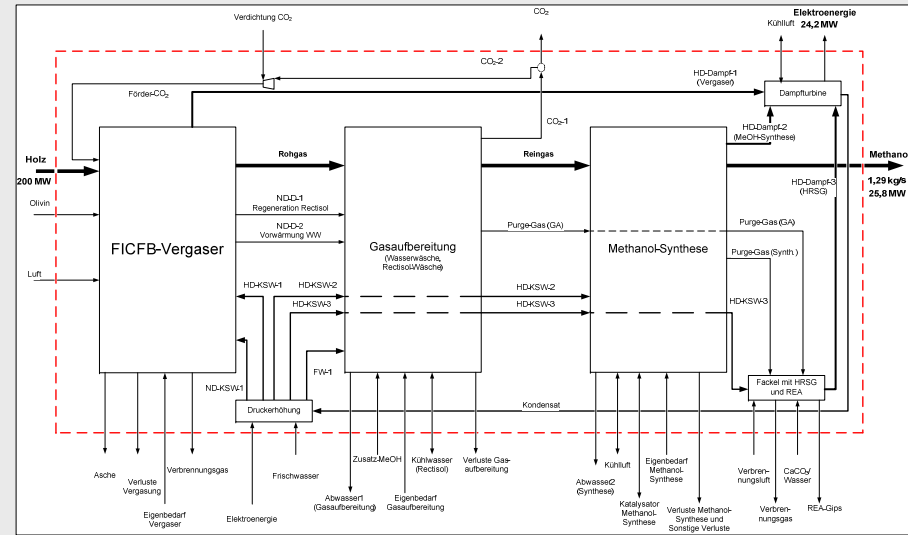 Verdichtung CO₂
CO₂
Elektroenergie
24,2 MW
Kühlluft
CO₂-2
Förder-CO₂
HD-Dampf-1
(Vergaser)
Dampfturbine
CO₂-1
HD-Dampf-2
(MeOH-Synthese)
Holz
200 MW
Rohgas
Reingas
Methanol
1,29 kg/s
25,8 MW
HD-Dampf-3
(HRSG)
Olivin
ND-D-1
Regeneration Rectisol
ND-D-2
Vorwärmung WW
FICFB-Vergaser
Gasaufbereitung
(Wasserwäsche,
Rectisol-Wäsche)
Purge-Gas (GA)
Methanol-Synthese
Purge-Gas (GA)
Purge-Gas (Synth.)
Luft
HD-KSW-1
HD-KSW-2
HD-KSW-3
HD-KSW-2
HD-KSW-3
HD-KSW-3
ND-KSW-1
FW-1
Druckerhöhung
Kondensat
Fackel mit HRSG
und REA
Asche
Verluste
Vergasung
Verbrennungsgas
Eigenbedarf
Vergaser
Elektroenergie
Frischwasser
Zusatz-MeOH
Abwasser1
(Gasaufbereitung)
Eigenbedarf
Gasaufbereitung
Kühlwasser
(Rectisol)
Verluste Gas-
aufbereitung
Abwasser2
(Synthese)
Kühlluft
Katalysator
Methanol-
Synthese
Eigenbedarf
Methanol-
Synthese
Verluste Methanol-
Synthese und
Sonstige Verluste
Verbren-
nungsluft
Verbren-
nungsgas
CaCO₃/
Wasser
REA-Gips